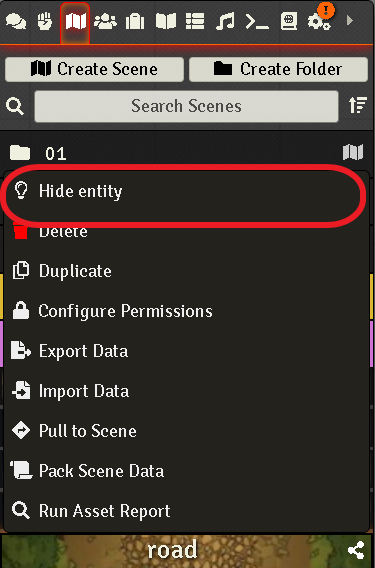 Create Scene
Create Folder
Search Scenes
01
Hide entity
Delete
Duplicate
Configure Permissions
Export Data
Import Data
Pull to Scene
Pack Scene Data
Run Asset Report
road